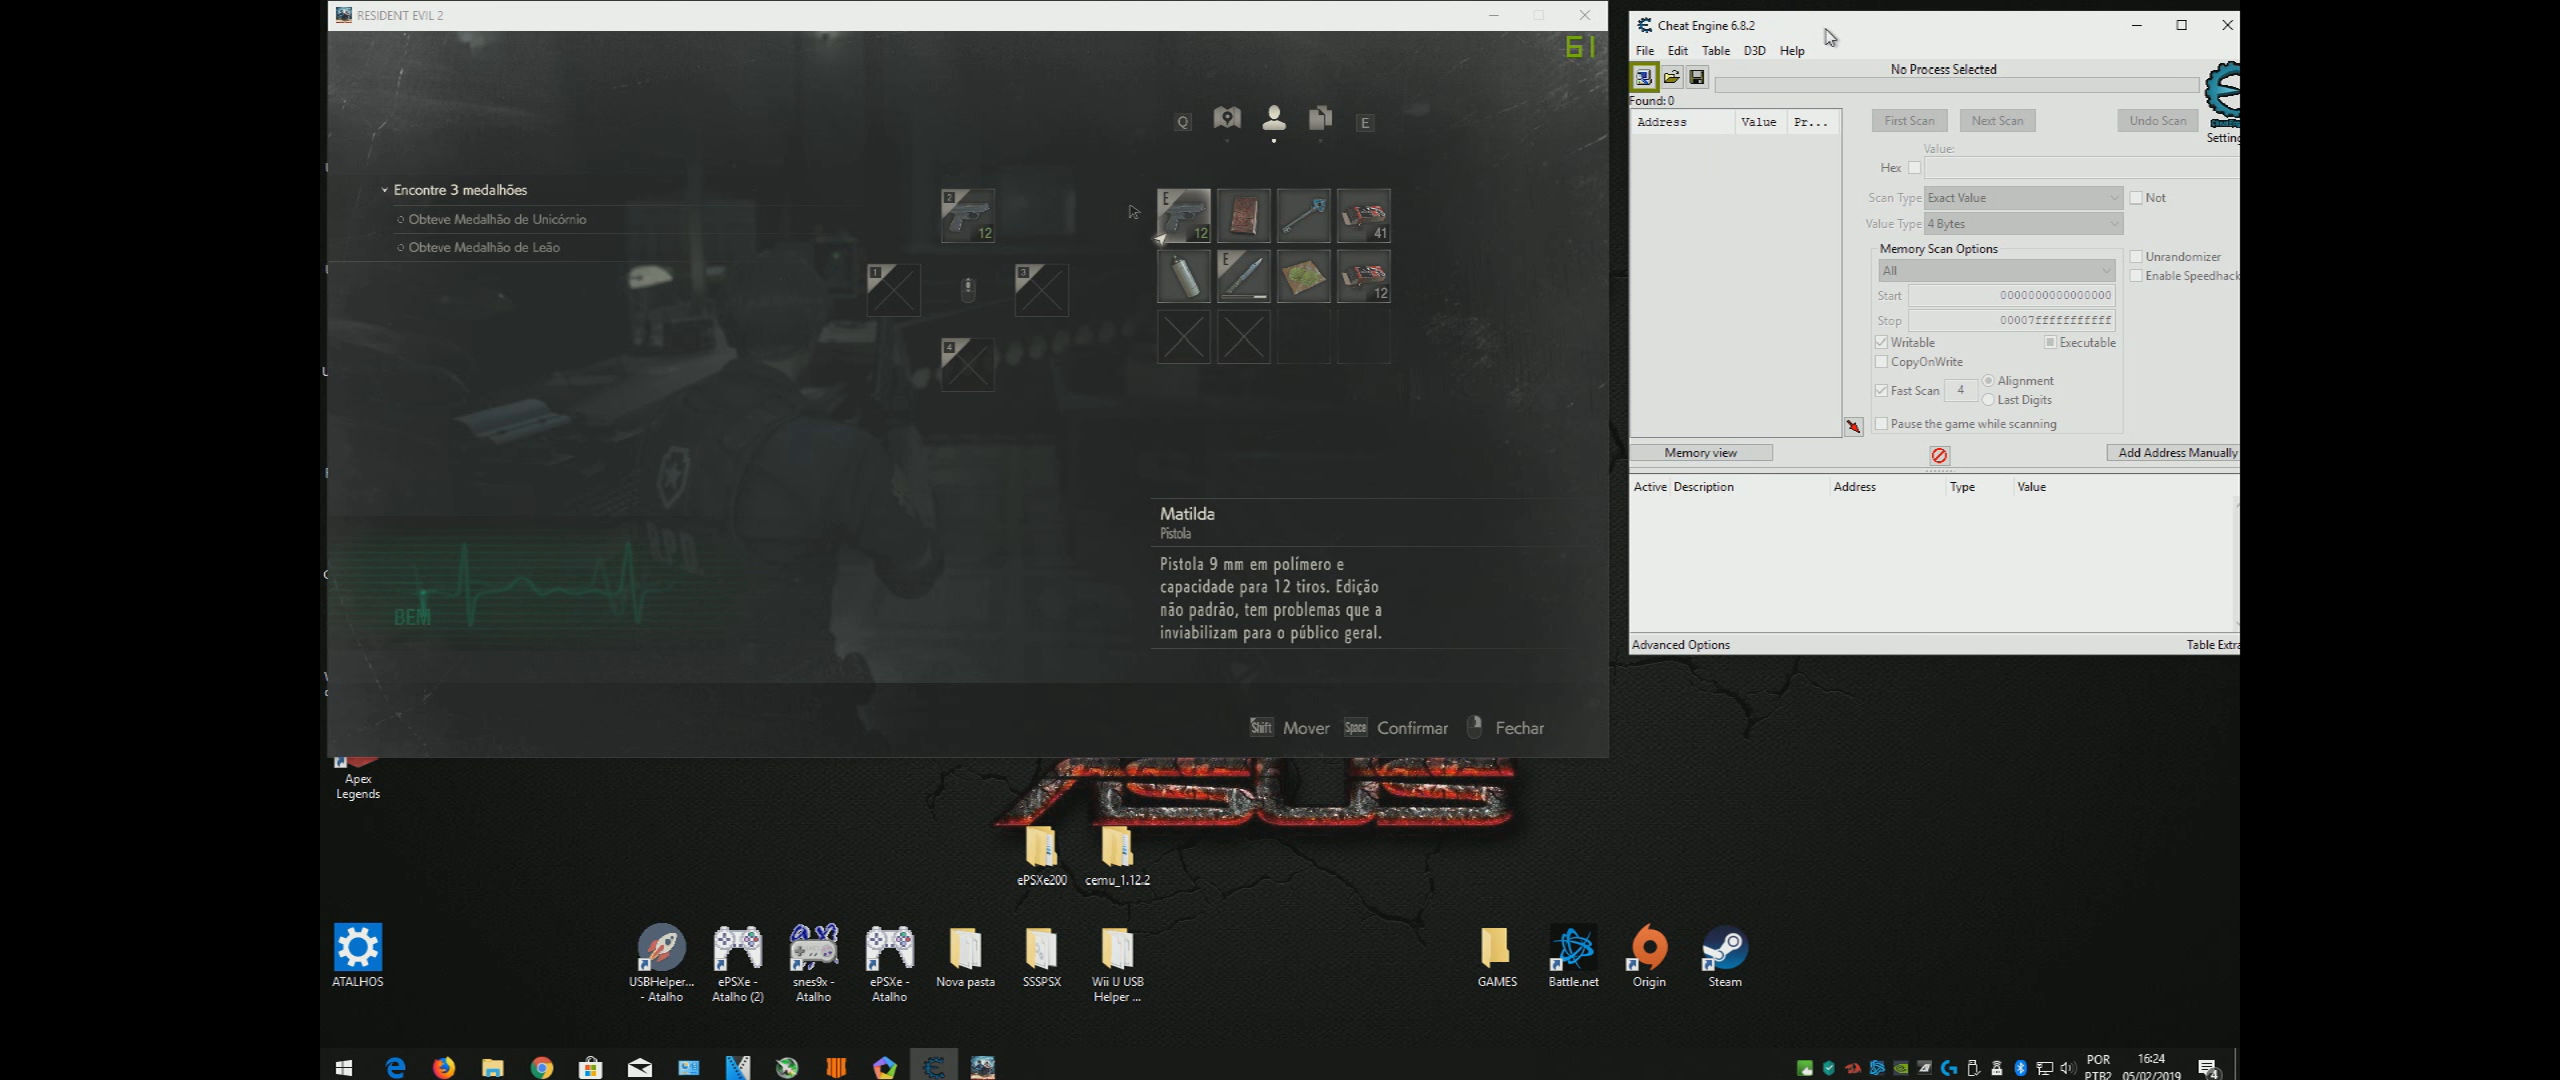 RESIDENT EVIL 2
61
Q
E
Encontre 3 medalhões
Obteve Medalhão de Unicórnio
Obteve Medalhão de Leão
2
12
1
3
4
E
12
41
E
12
Matilda
Pistola
Pistola 9 mm em polímero e
capacidade para 12 tiros. Edição
não padrão, tem problemas que a
inviabilizam para o público geral.
BEM
Shift Mover Space Confirmar Fechar
Cheat Engine 6.8.2
File Edit Table D3D Help
No Process Selected
Found: 0
Address Value Pr...
First Scan Next Scan Undo Scan
Setting
Value:
Hex
Scan Type Exact Value Not
Value Type 4 Bytes
Memory Scan Options
All
Unrandomizer
Enable Speedhack
Start 0000000000000000
Stop 00007fffffffffff
Writable Executable
CopyOnWrite
Fast Scan 4 Alignment
Last Digits
Pause the game while scanning
Memory view Add Address Manually
Active Description Address Type Value
Advanced Options Table Extra
Apex
Legends
ASUS
ePSXe200
cemu_1.12.2
ATALHOS
USBHelper...
- Atalho
ePSXe -
Atalho (2)
snes9x -
Atalho
ePSXe -
Atalho
Nova pasta
SSSPSX
Wii U USB
Helper ...
GAMES
Battle.net
Origin
Steam
POR
PTB2
16:24
05/02/2019
4